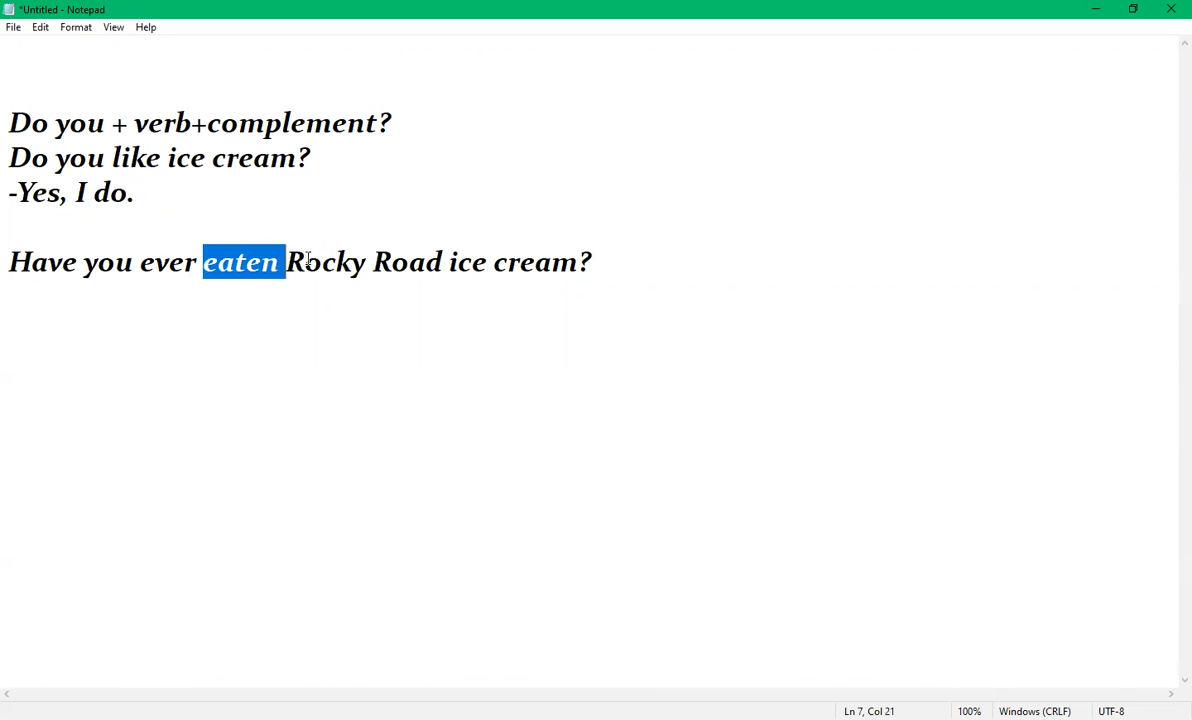 *Untitled - Notepad
File Edit Format View Help
Do you + verb+complement?
Do you like ice cream?
-Yes, I do.
Have you ever eaten Rocky Road ice cream?
Ln 7, Col 21 100% Windows (CRLF) UTF-8